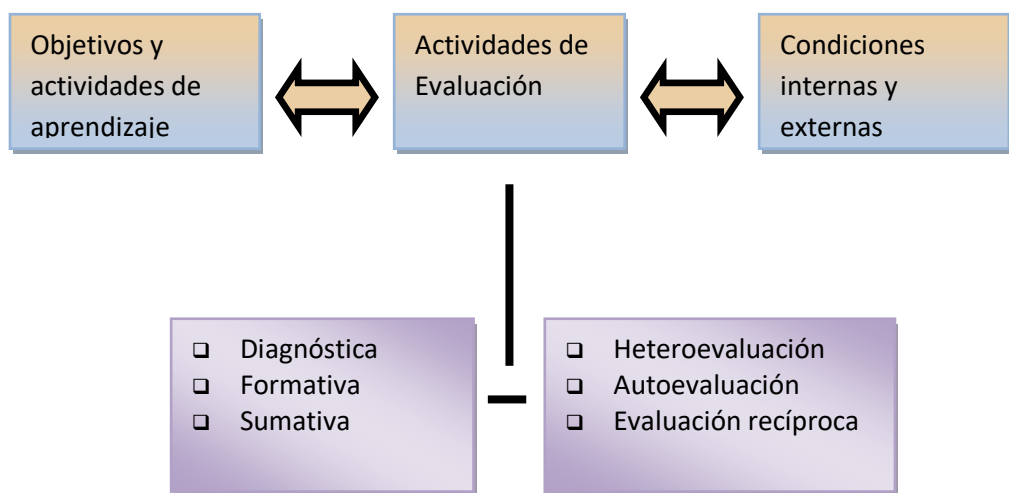 Objetivos y
actividades de
aprendizaje
Actividades de
Evaluación
Condiciones
internas y
externas
Diagnóstica
Formativa
Sumativa
Heteroevaluación
Autoevaluación
Evaluación recíproca